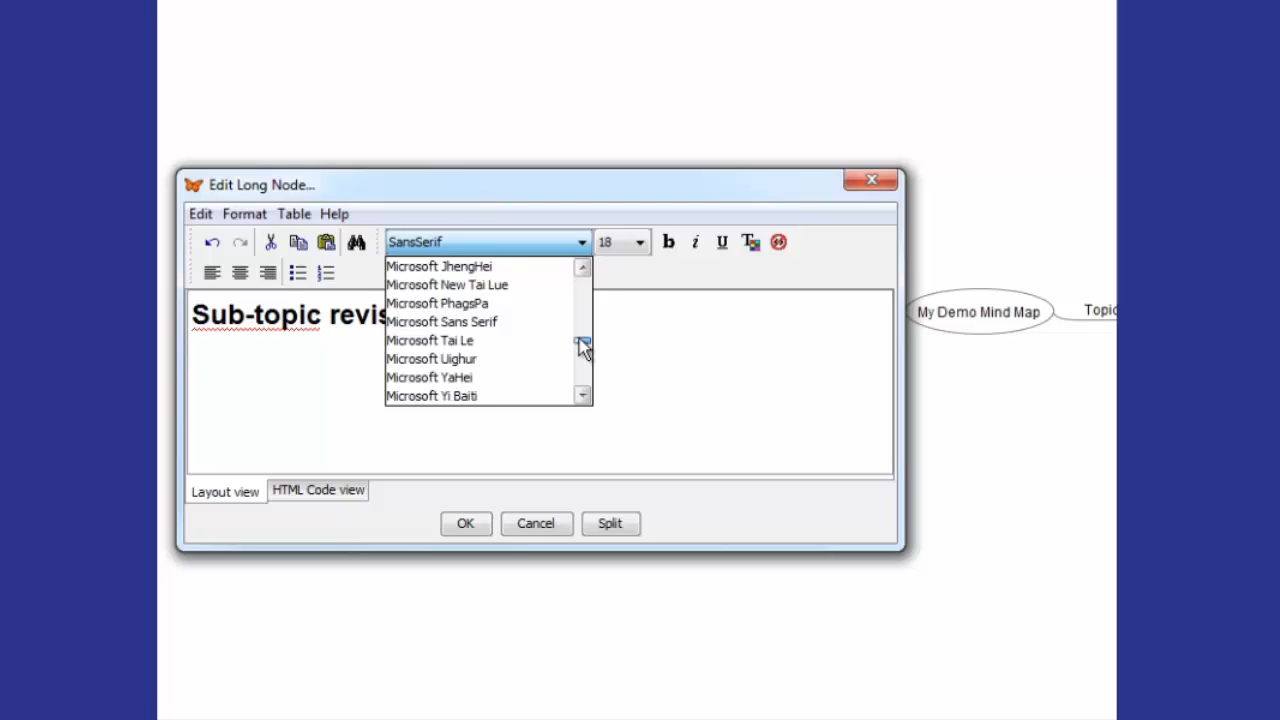 Edit Long Node...
Edit Format Table Help
SansSerif 18 b i U T
Microsoft JhengHei
Microsoft New Tai Lue
Microsoft PhagsPa
Microsoft Sans Serif
Microsoft Tai Le
Microsoft Uighur
Microsoft YaHei
Microsoft Yi Baiti
Sub-topic revis
My Demo Mind Map Topic
Layout view HTML Code view
OK Cancel Split